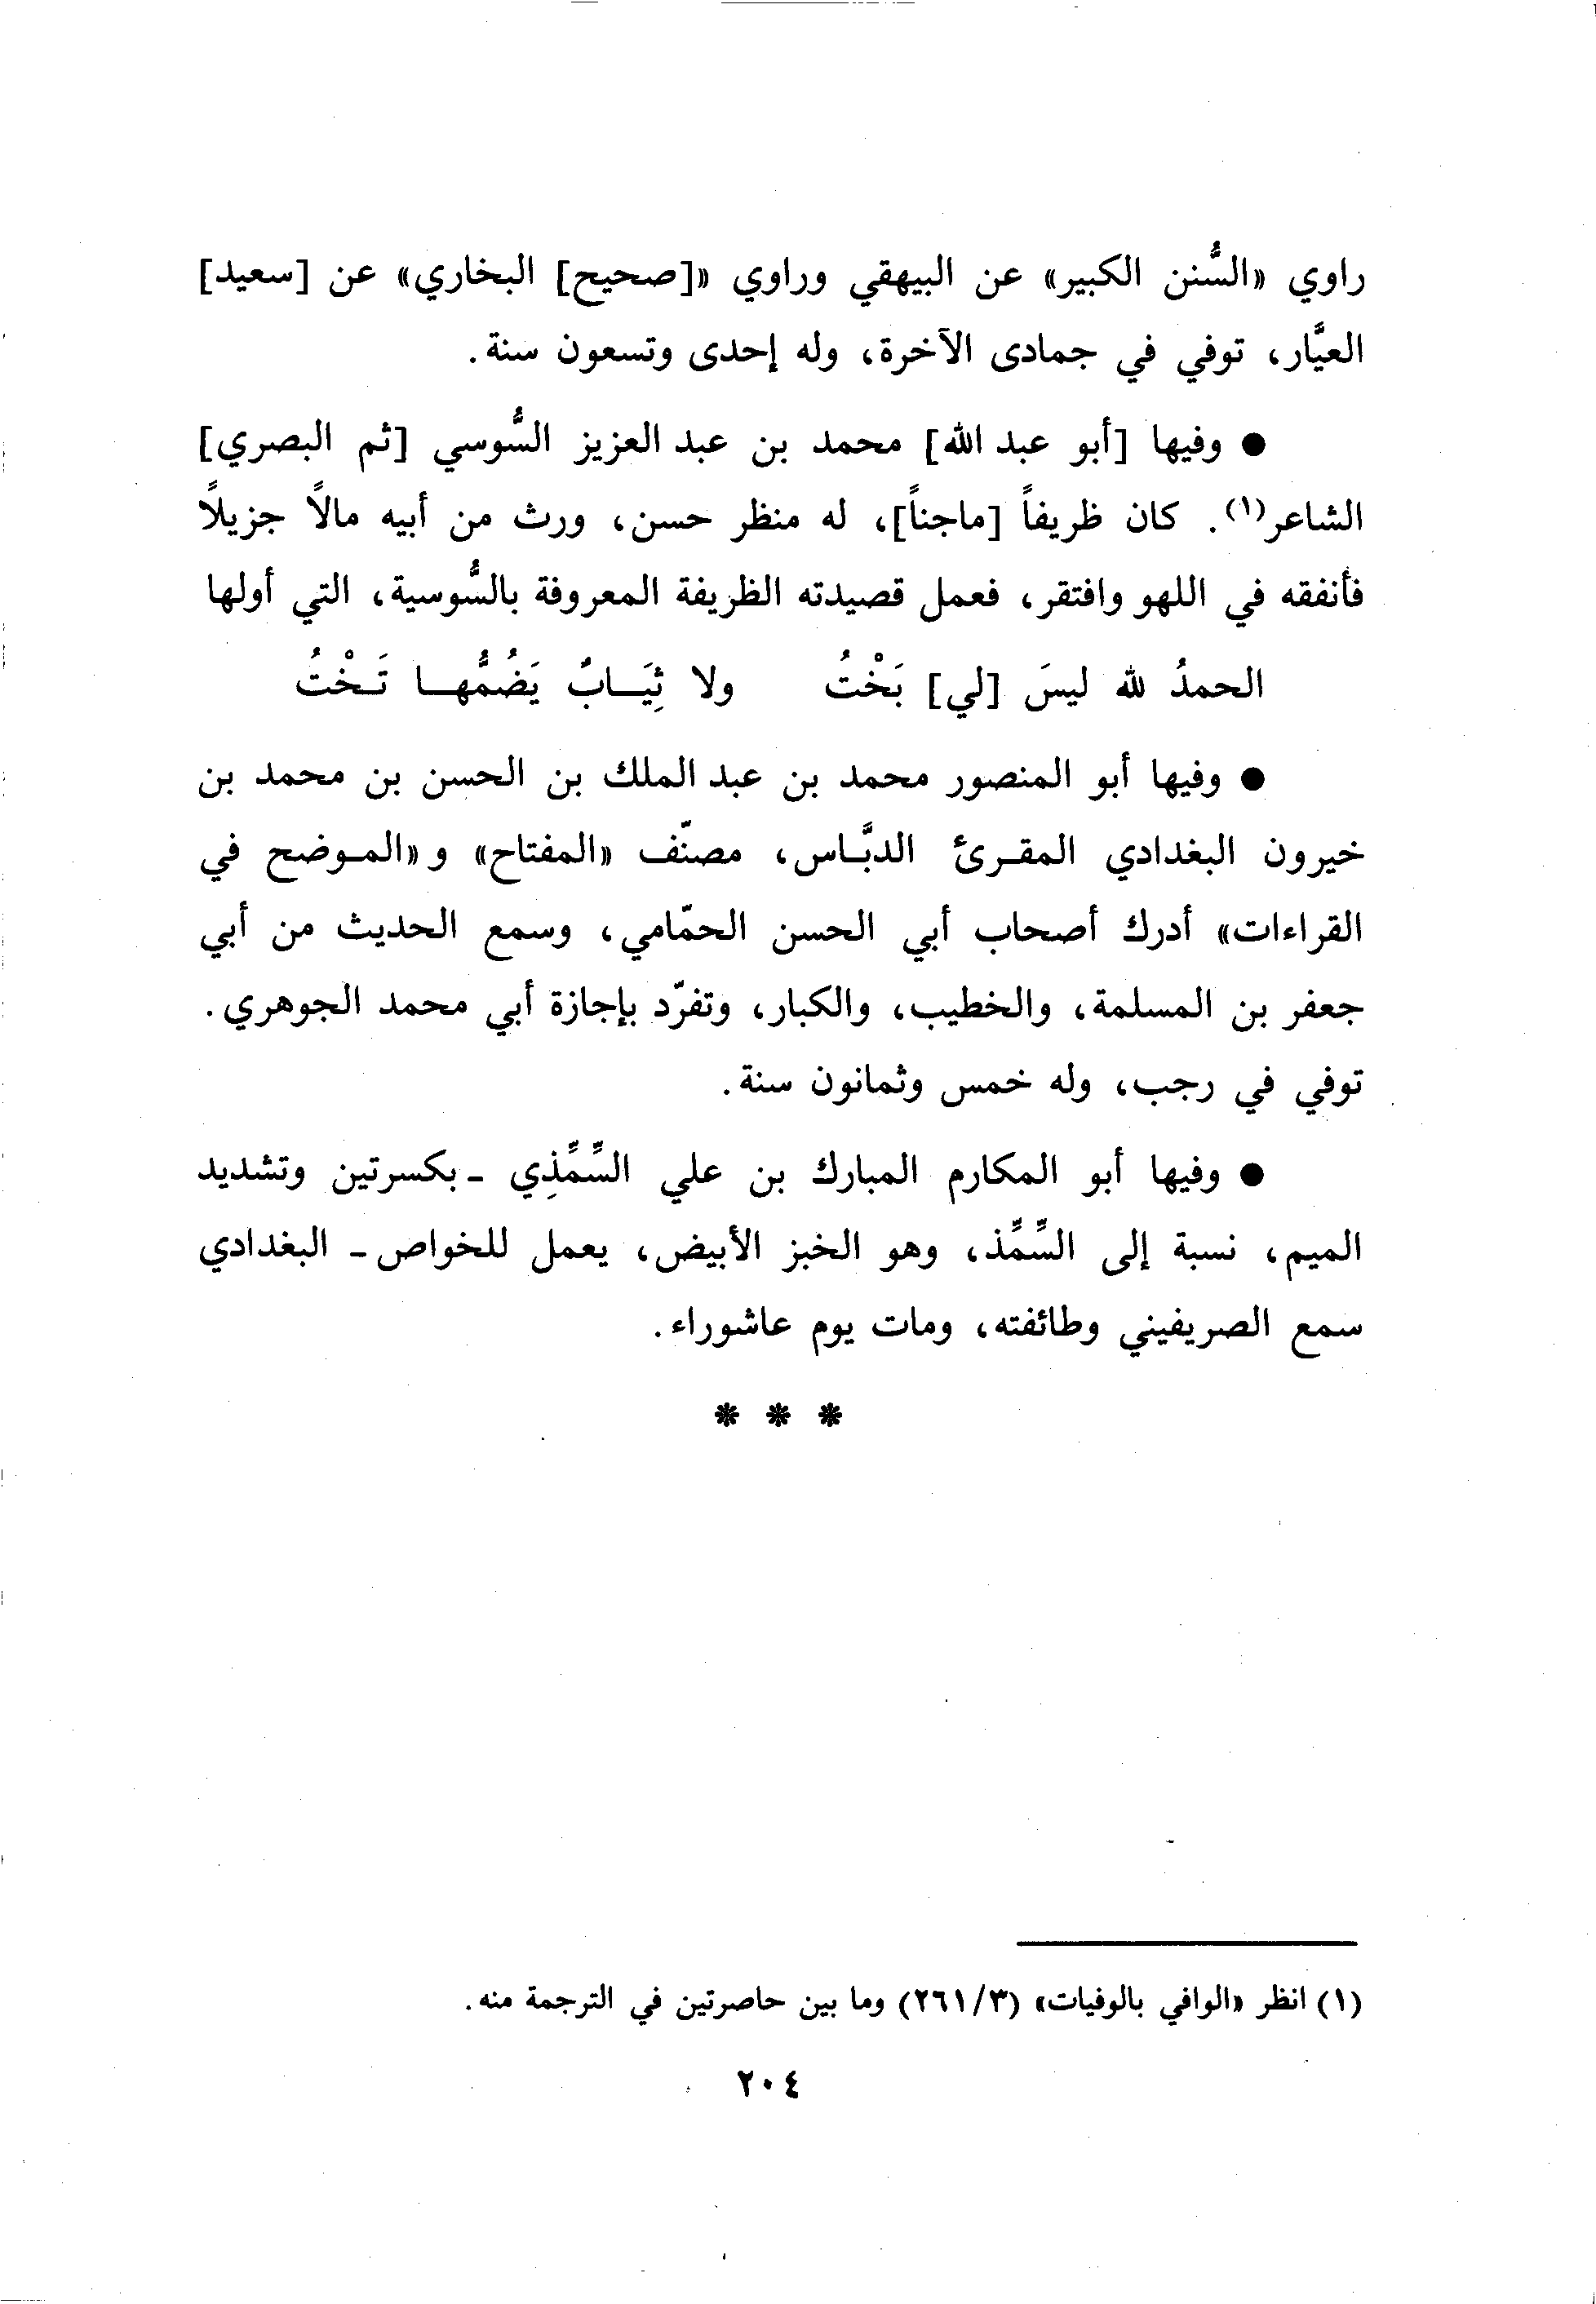 راوي «السُّنن الكبير» عن البيهقي وراوي «[صحيح] البخاري» عن [سعيد]
العيَّار، توفي في جمادى الآخرة، وله إحدى وتسعون سنة.
● وفيها [أبو عبد الله] محمد بن عبد العزيز السُّوسي [ثم البصري]
الشاعر(١). كان ظريفاً [ماجناً]، له منظر حسن، ورث من أبيه مالاً جزيلاً
فأنفقه في اللهو وافتقر، فعمل قصيدته الظريفة المعروفة بالسُّوسية، التي أولها
الحمدُ لله ليسَ [لي] بَخْتُ ولا ثِيَـابٌ يَضُمُّهـا تَـخْتُ
● وفيها أبو المنصور محمد بن عبد الملك بن الحسن بن محمد بن
خيرون البغدادي المقـرئ الدبَّـاس، مصنّف «المفتاح» و«المـوضح في
القراءات» أدرك أصحاب أبي الحسن الحمّامي، وسمع الحديث من أبي
جعفر بن المسلمة، والخطيب، والكبار، وتفرّد بإجازة أبي محمد الجوهري.
توفي في رجب، وله خمس وثمانون سنة.
● وفيها أبو المكارم المبارك بن علي السِّمِّذِي - بكسرتين وتشديد
الميم، نسبة إلى السِّمِّذ، وهو الخبز الأبيض، يعمل للخواص - البغدادي
سمع الصريفيني وطائفته، ومات يوم عاشوراء.
* * *
(١) انظر «الوافي بالوفيات» (٣/٢٦١) وما بين حاصرتين في الترجمة منه.
٢٠٤